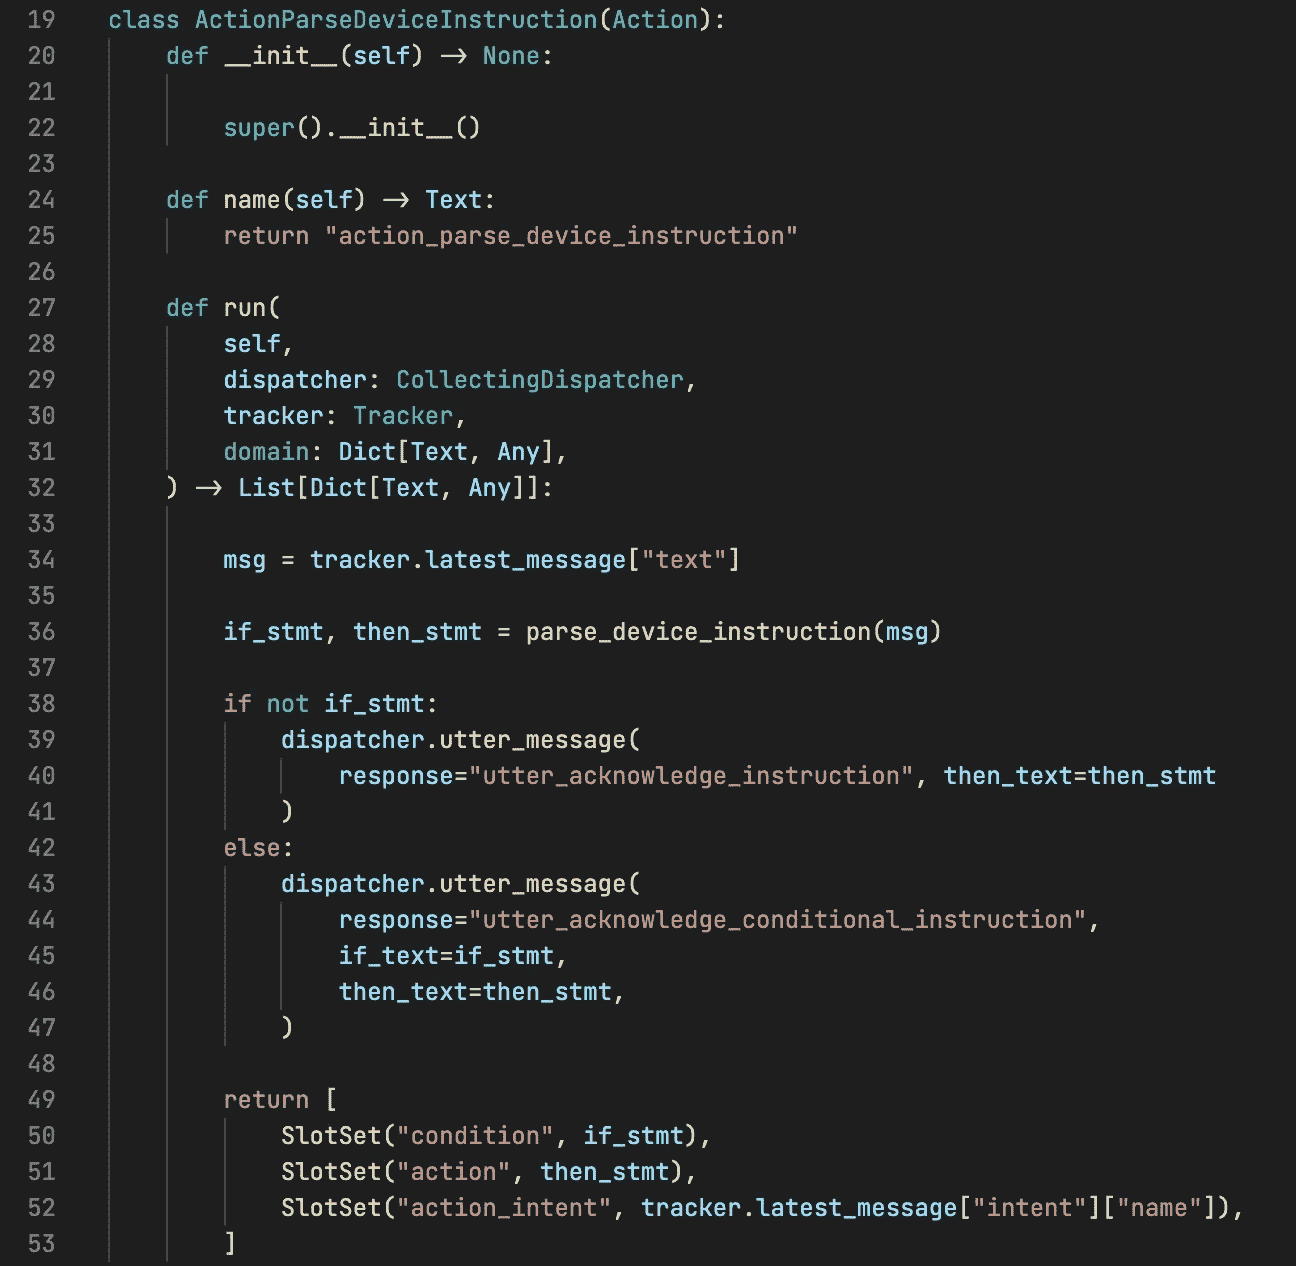 19 class ActionParseDeviceInstruction(Action):
20     def __init__(self) -> None:
21
22         super().__init__()
23
24     def name(self) -> Text:
25         return "action_parse_device_instruction"
26
27     def run(
28         self,
29         dispatcher: CollectingDispatcher,
30         tracker: Tracker,
31         domain: Dict[Text, Any],
32     ) -> List[Dict[Text, Any]]:
33
34         msg = tracker.latest_message["text"]
35
36         if_stmt, then_stmt = parse_device_instruction(msg)
37
38         if not if_stmt:
39             dispatcher.utter_message(
40                 response="utter_acknowledge_instruction", then_text=then_stmt
41             )
42         else:
43             dispatcher.utter_message(
44                 response="utter_acknowledge_conditional_instruction",
45                 if_text=if_stmt,
46                 then_text=then_stmt,
47             )
48
49         return [
50             SlotSet("condition", if_stmt),
51             SlotSet("action", then_stmt),
52             SlotSet("action_intent", tracker.latest_message["intent"]["name"]),
53         ]